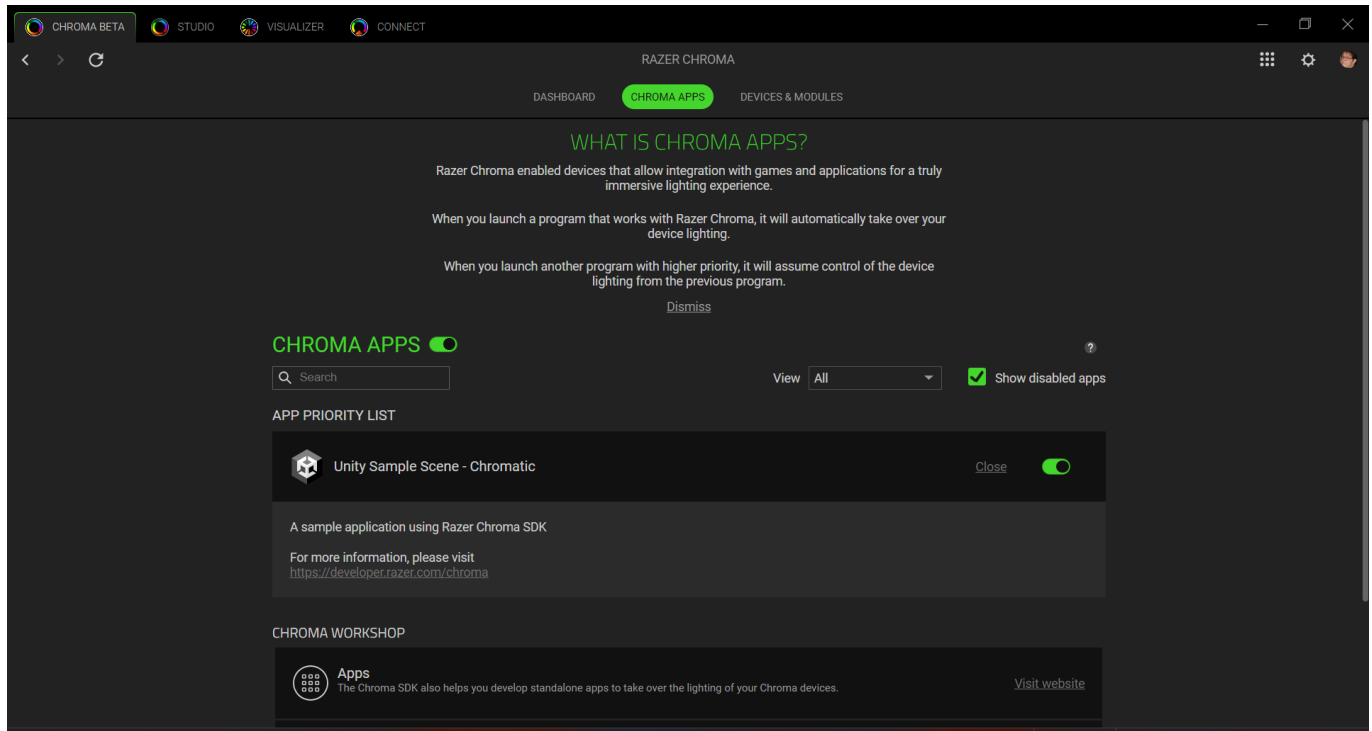 CHROMA BETA
STUDIO
VISUALIZER
CONNECT
RAZER CHROMA
DASHBOARD
CHROMA APPS
DEVICES & MODULES
WHAT IS CHROMA APPS?
Razer Chroma enabled devices that allow integration with games and applications for a truly
immersive lighting experience.
When you launch a program that works with Razer Chroma, it will automatically take over your
device lighting.
When you launch another program with higher priority, it will assume control of the device
lighting from the previous program.
Dismiss
CHROMA APPS
?
Search
View All
Show disabled apps
APP PRIORITY LIST
Unity Sample Scene - Chromatic
Close
A sample application using Razer Chroma SDK
For more information, please visit
https://developer.razer.com/chroma
CHROMA WORKSHOP
Apps
The Chroma SDK also helps you develop standalone apps to take over the lighting of your Chroma devices.
Visit website